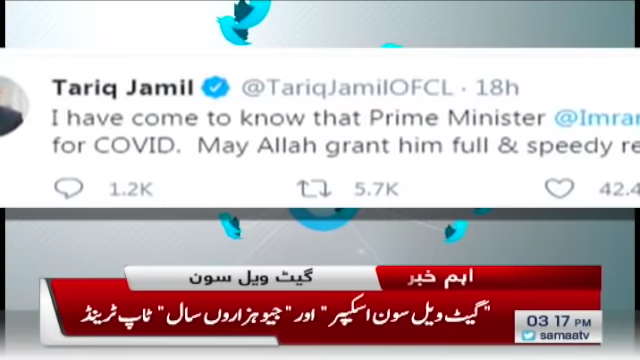 Tariq Jamil @TariqJamilOFCL · 18h
I have come to know that Prime Minister @Imran
for COVID. May Allah grant him full & speedy re
1.2K 5.7K 42.4
گیٹ ویل سون اہم خبر
"گیٹ ویل سون اسکیپر" اور "جیو ہزاروں سال" ٹاپ ٹرینڈ
03 17 PM
samaatv